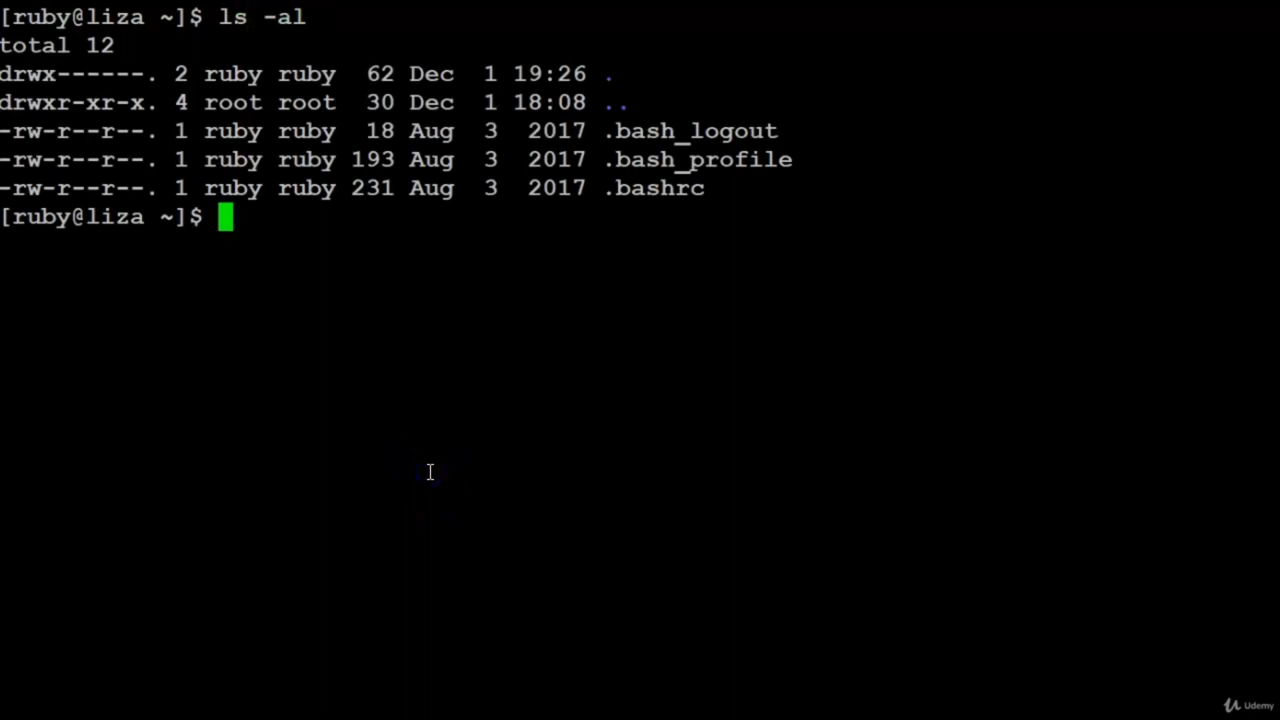 [ruby@liza ~]$ ls -al
total 12
drwx------. 2 ruby ruby  62 Dec  1 19:26 .
drwxr-xr-x. 4 root root  30 Dec  1 18:08 ..
-rw-r--r--. 1 ruby ruby  18 Aug  3  2017 .bash_logout
-rw-r--r--. 1 ruby ruby 193 Aug  3  2017 .bash_profile
-rw-r--r--. 1 ruby ruby 231 Aug  3  2017 .bashrc
[ruby@liza ~]$
Udemy